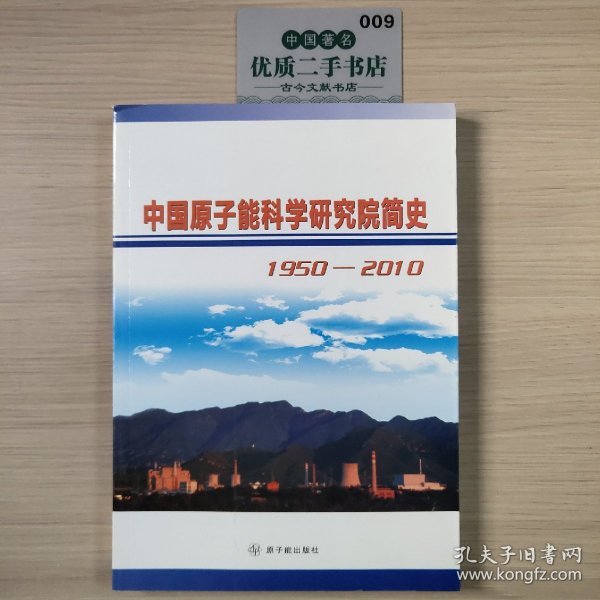 009
中国著名
优质二手书店
古今文献书店
中国原子能科学研究院简史
1950—2010
原子能出版社
孔夫子旧书网
www.kongfz.com